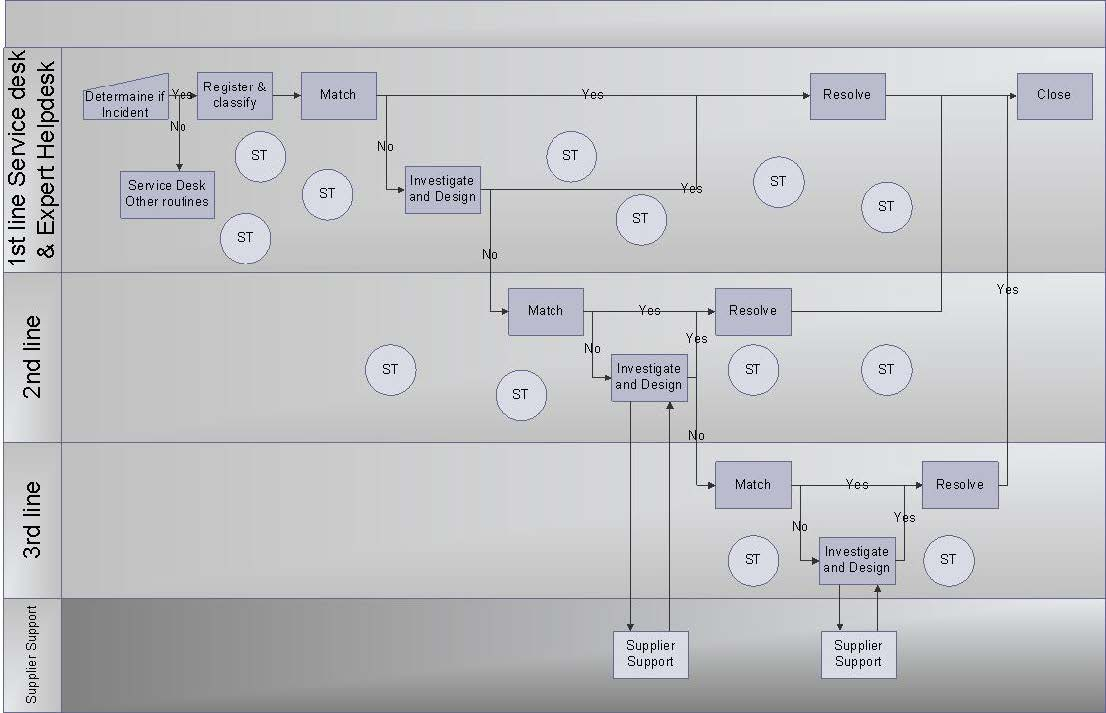 1st line Service desk
& Expert Helpdesk
Determaine if
Incident
Yes
No
Register &
classify
Match
Yes
No
Resolve
Close
Service Desk
Other routines
Investigate
and Design
Yes
No
ST
ST
ST
ST
ST
ST
ST
2nd line
Match
Yes
No
Resolve
Yes
Investigate
and Design
Yes
No
ST
ST
ST
ST
3rd line
Match
Yes
No
Resolve
Yes
Investigate
and Design
ST
ST
Supplier Support
Supplier
Support
Supplier
Support